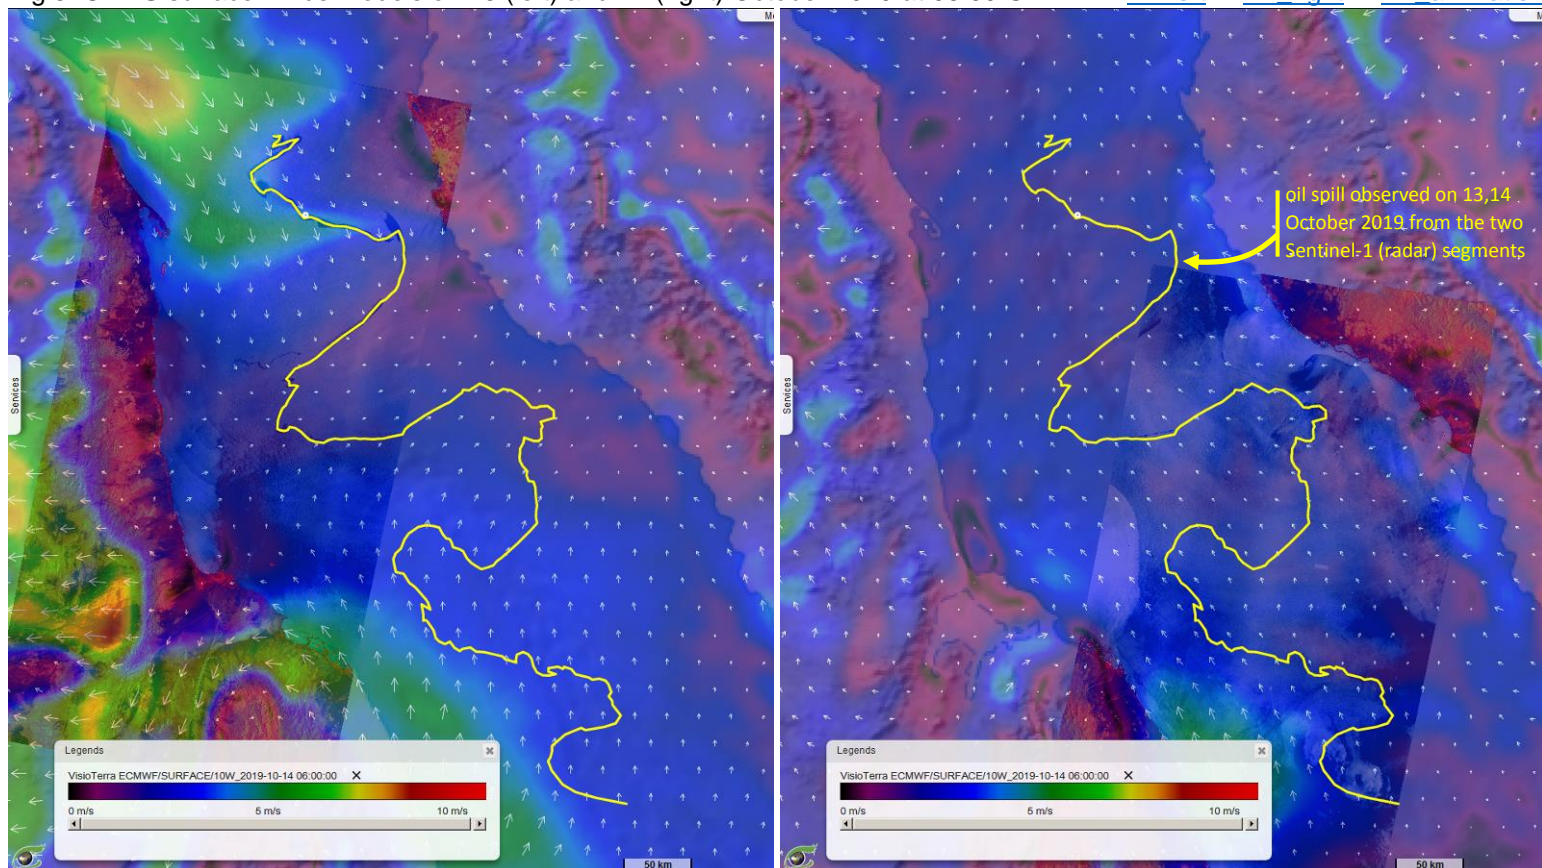 Services
Legends
VisioTerra ECMWF/SURFACE/10W_2019-10-14 06:00:00
0 m/s
5 m/s
10 m/s
50 km
oil spill observed on 13,14
October 2019 from the two
Sentinel-1 (radar) segments
Services
Legends
VisioTerra ECMWF/SURFACE/10W_2019-10-14 06:00:00
0 m/s
5 m/s
10 m/s
50 km